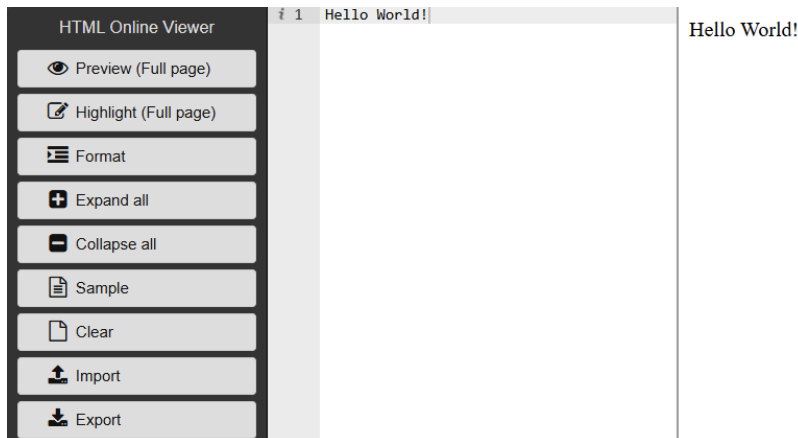 HTML Online Viewer
Preview (Full page)
Highlight (Full page)
Format
Expand all
Collapse all
Sample
Clear
Import
Export
i 1 Hello World!
Hello World!